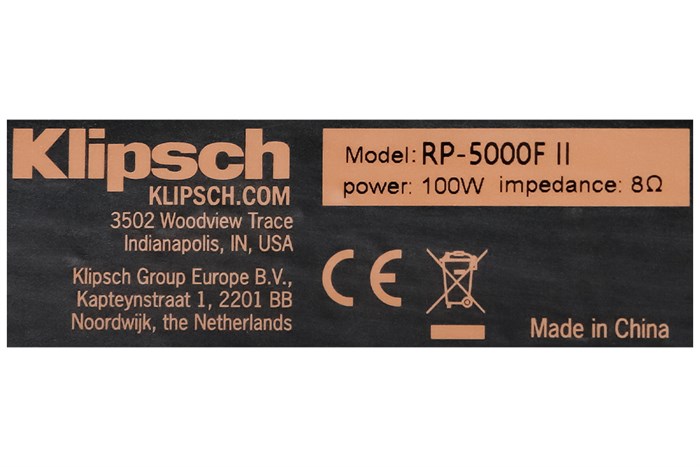 Klipsch
KLIPSCH.COM
3502 Woodview Trace
Indianapolis, IN, USA
Klipsch Group Europe B.V.,
Kapteynstraat 1, 2201 BB
Noordwijk, the Netherlands
Model: RP-5000F II
power: 100W impedance: 8Ω
CE
Made in China